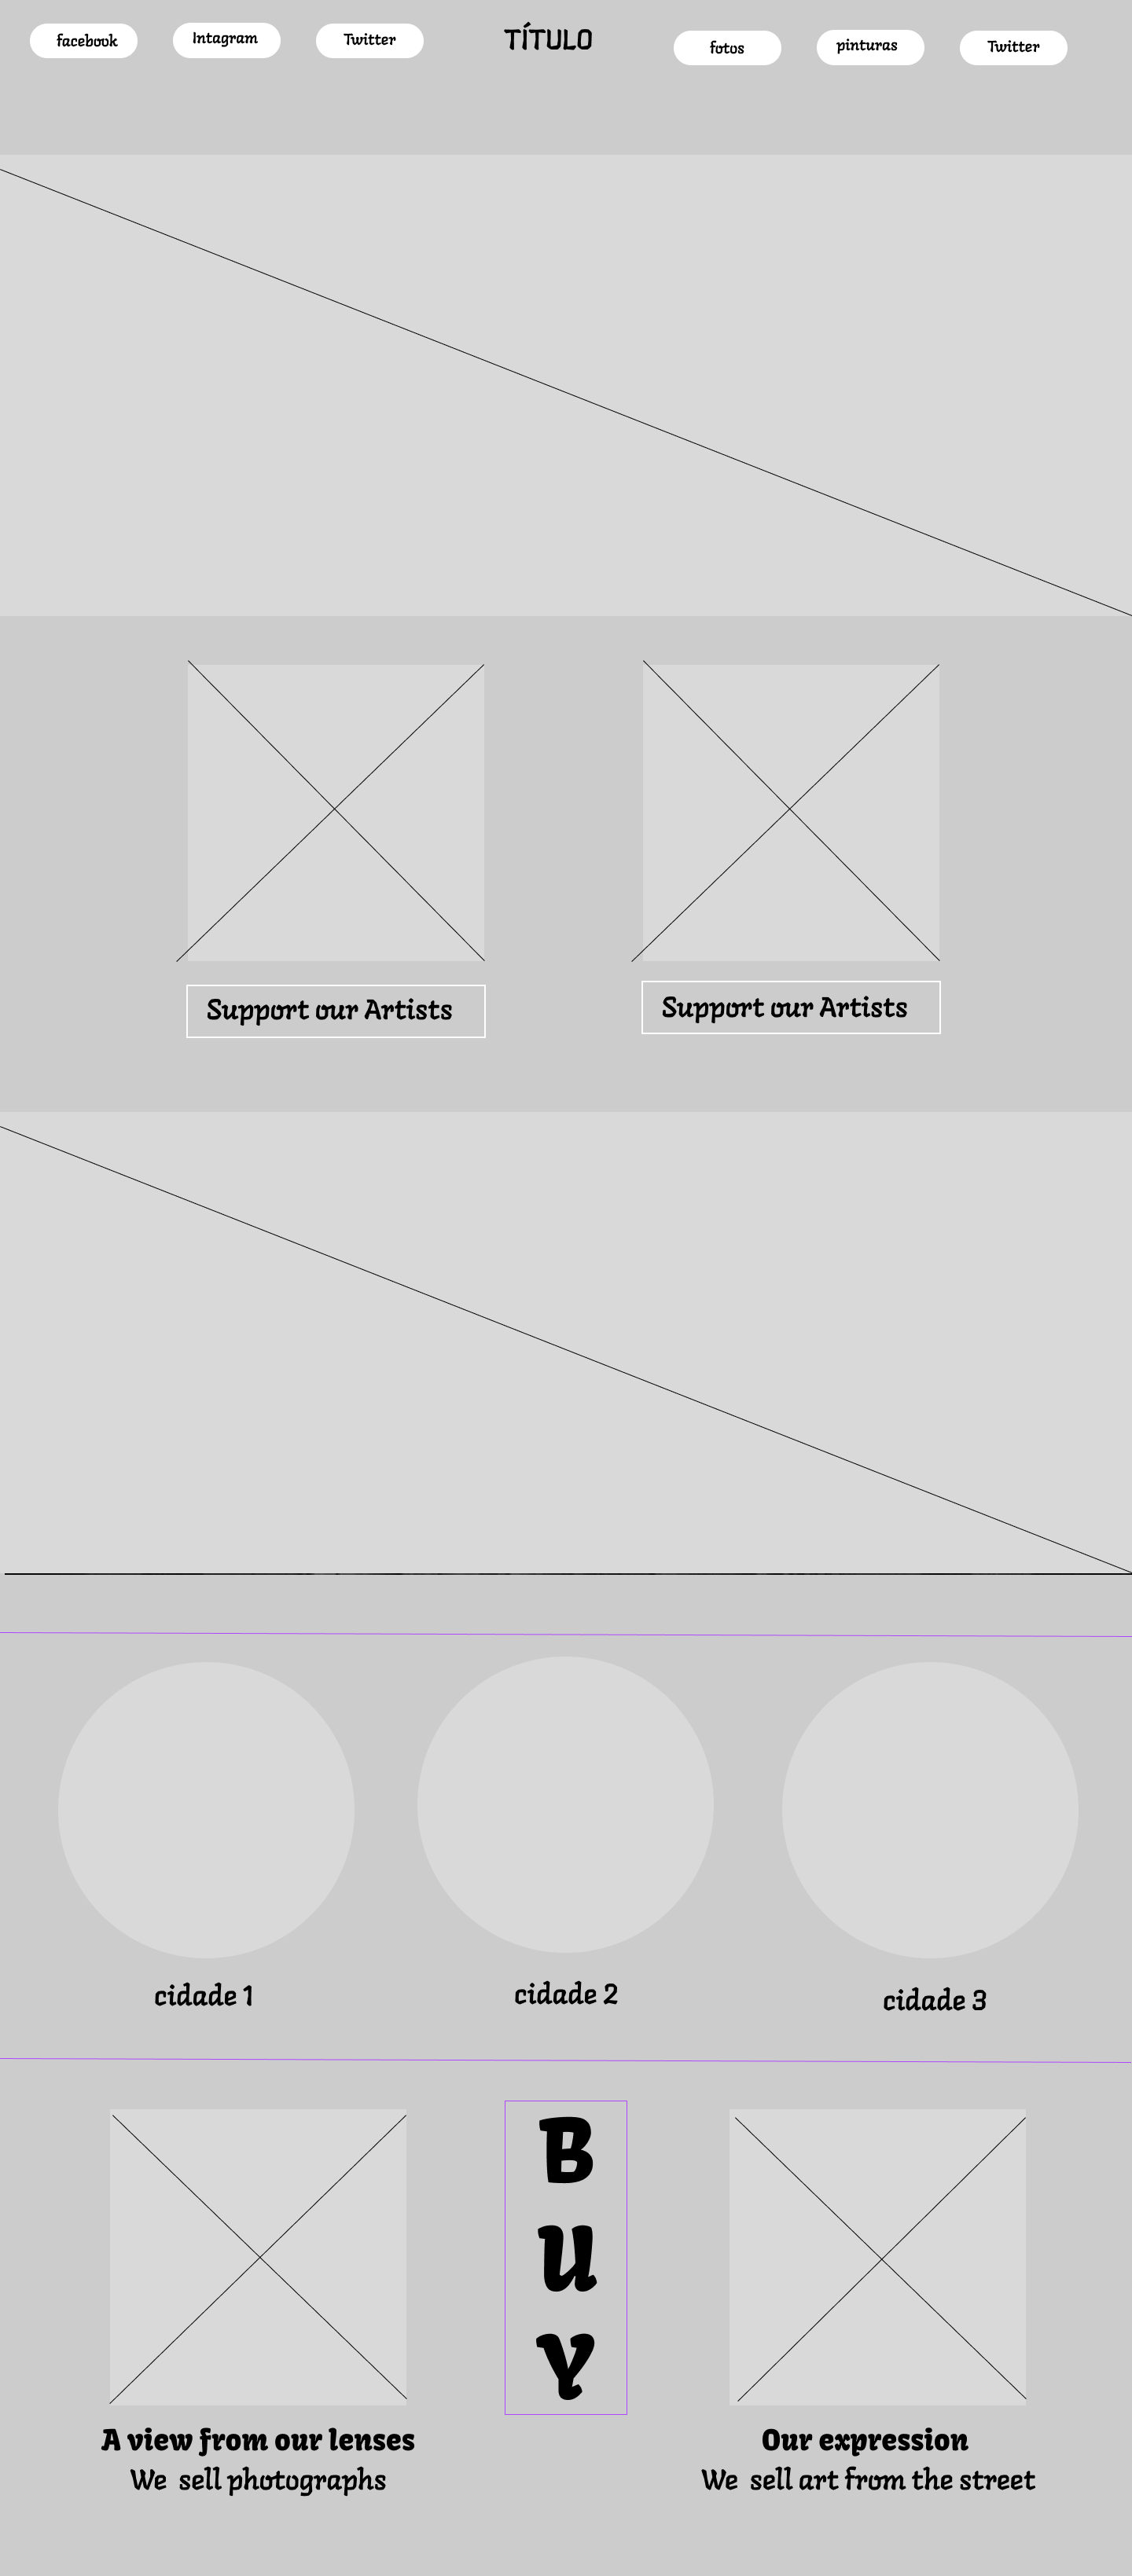 facebook
Intagram
Twitter
TÍTULO
fotos
pinturas
Twitter
Support our Artists
Support our Artists
cidade 1
cidade 2
cidade 3
B
U
Y
A view from our lenses
We sell photographs
Our expression
We sell art from the street